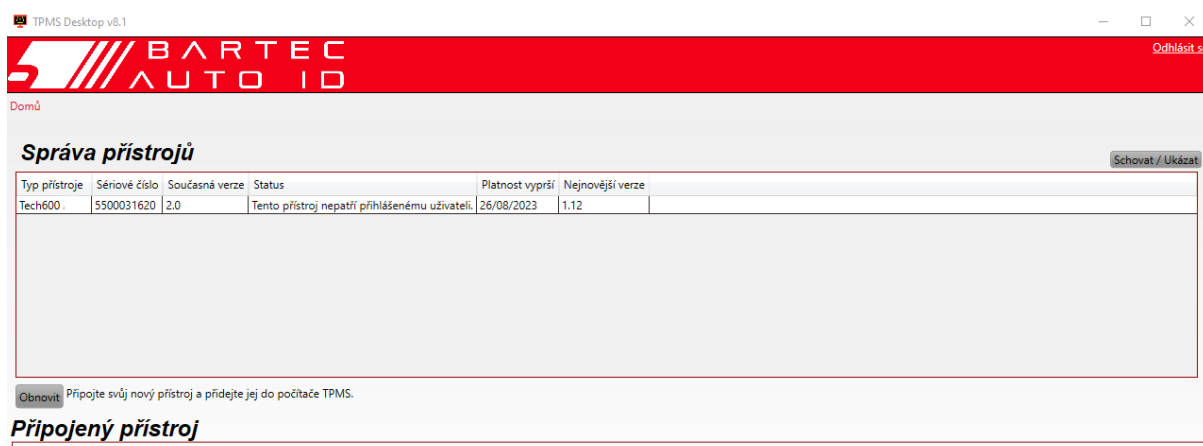 TPMS Desktop v8.1
BARTEC
AUTO ID
Odhlásit s
Domů
Správa přístrojů
Schovat / Ukázat
Typ přístroje Sériové číslo Současná verze Status Platnost vyprší Nejnovější verze
Tech600 5500031620 2.0 Tento přístroj nepatří přihlášenému uživateli. 26/08/2023 1.12
Obnovit Připojte svůj nový přístroj a přidejte jej do počítače TPMS.
Připojený přístroj